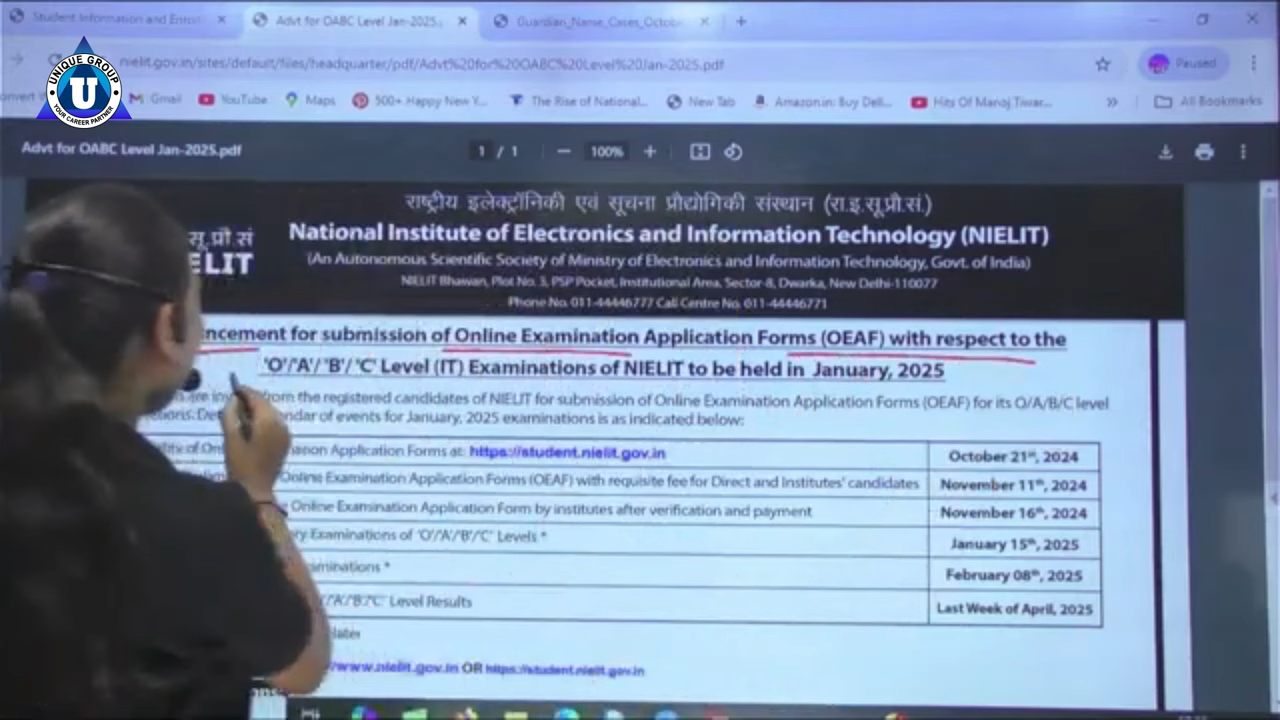 Student Information and Enrol
Advt for OABC Level Jan-2025.
Guardian_Name_Cases_Octob
nielit.gov.in/sites/default/files/headquarter/pdf/Advt%20for%20OABC%20Level%20Jan-2025.pdf
Paused
UNIQUE GROUP
U
YOUR CAREER PARTNER
Gmail
YouTube
Maps
500+ Happy New Y...
The Rise of National...
New Tab
Amazon.in: Buy Dell...
Hits Of Manoj Tiwar...
All Bookmarks
Advt for OABC Level Jan-2025.pdf
1 / 1
100%
राष्ट्रीय इलेक्ट्रॉनिकी एवं सूचना प्रौद्योगिकी संस्थान (रा.इ.सू.प्रौ.सं.)
सू.प्रौ.सं
ELIT
National Institute of Electronics and Information Technology (NIELIT)
(An Autonomous Scientific Society of Ministry of Electronics and Information Technology, Govt. of India)
NIELIT Bhawan, Plot No. 3, PSP Pocket, Institutional Area, Sector-8, Dwarka, New Delhi-110077
Phone No. 011-44446777 Call Centre No. 011-44446771
ncement for submission of Online Examination Application Forms (OEAF) with respect to the
'O'/'A'/ 'B'/ 'C' Level (IT) Examinations of NIELIT to be held in January, 2025
from the registered candidates of NIELIT for submission of Online Examination Application Forms (OEAF) for its O/A/B/C level
ndar of events for January, 2025 examinations is as indicated below:
Application Forms at: https://student.nielit.gov.in October 21st, 2024
Online Examination Application Forms (OEAF) with requisite fee for Direct and Institutes' candidates November 11th, 2024
Online Examination Application Form by institutes after verification and payment November 16th, 2024
ry Examinations of 'O'/'A'/'B'/'C' Levels * January 15th, 2025
aminations * February 08th, 2025
/'A'/'B'/'C' Level Results Last Week of April, 2025
later
/www.nielit.gov.in OR https://student.nielit.gov.in